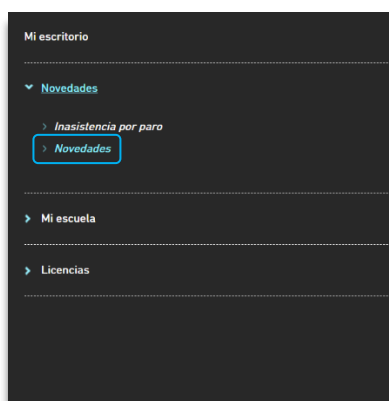 Mi escritorio
Novedades
Inasistencia por paro
Novedades
Mi escuela
Licencias